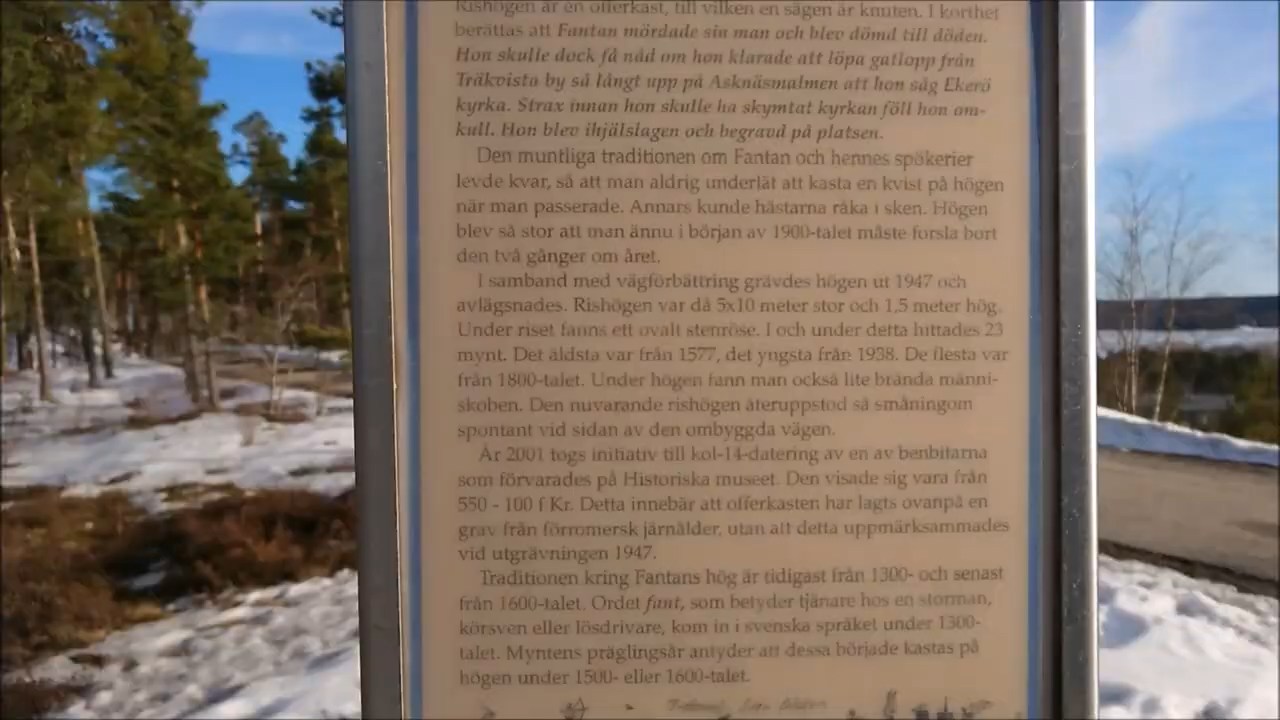 Rishögen är en offerkast, till vilken en sägen är knuten. I korthet
berättas att Fantan mördade sin man och blev dömd till döden.
Hon skulle dock få nåd om hon klarade att löpa gatlopp från
Träkvista by så långt upp på Asknäsmalmen att hon såg Ekerö
kyrka. Strax innan hon skulle ha skymtat kyrkan föll hon om-
kull. Hon blev ihjälslagen och begravd på platsen.
Den muntliga traditionen om Fantan och hennes spökerier
levde kvar, så att man aldrig underlät att kasta en kvist på högen
när man passerade. Annars kunde hästarna råka i sken. Högen
blev så stor att man ännu i början av 1900-talet måste forsla bort
den två gånger om året.
I samband med vägförbättring grävdes högen ut 1947 och
avlägsnades. Rishögen var då 5x10 meter stor och 1,5 meter hög.
Under riset fanns ett ovalt stenröse. I och under detta hittades 23
mynt. Det äldsta var från 1577, det yngsta från 1938. De flesta var
från 1800-talet. Under högen fann man också lite brända männi-
skoben. Den nuvarande rishögen återuppstod så småningom
spontant vid sidan av den ombyggda vägen.
År 2001 togs initiativ till kol-14-datering av en av benbitarna
som förvarades på Historiska museet. Den visade sig vara från
550 - 100 f Kr. Detta innebär att offerkasten har lagts ovanpå en
grav från förromersk järnålder, utan att detta uppmärksammades
vid utgrävningen 1947.
Traditionen kring Fantans hög är tidigast från 1300- och senast
från 1600-talet. Ordet fant, som betyder tjänare hos en storman,
körsven eller lösdrivare, kom in i svenska språket under 1300-
talet. Myntens präglingsår antyder att dessa började kastas på
högen under 1500- eller 1600-talet.